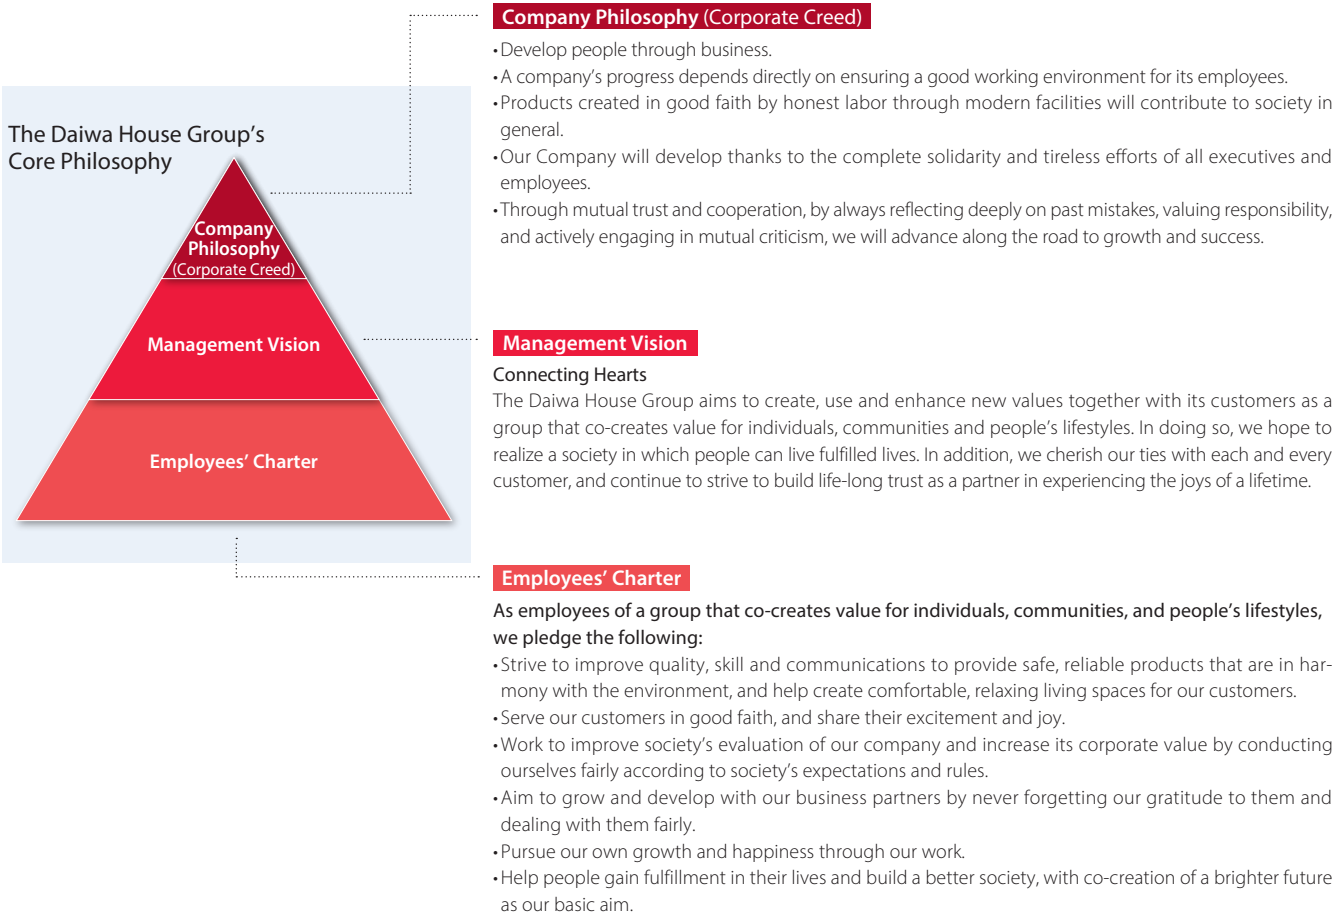 The Daiwa House Group's
Core Philosophy
Company
Philosophy
(Corporate Creed)
Management Vision
Employees' Charter
Company Philosophy (Corporate Creed)
・Develop people through business.
・A company's progress depends directly on ensuring a good working environment for its employees.
・Products created in good faith by honest labor through modern facilities will contribute to society in
general.
・Our Company will develop thanks to the complete solidarity and tireless efforts of all executives and
employees.
・Through mutual trust and cooperation, by always reflecting deeply on past mistakes, valuing responsibility,
and actively engaging in mutual criticism, we will advance along the road to growth and success.
Management Vision
Connecting Hearts
The Daiwa House Group aims to create, use and enhance new values together with its customers as a
group that co-creates value for individuals, communities and people's lifestyles. In doing so, we hope to
realize a society in which people can live fulfilled lives. In addition, we cherish our ties with each and every
customer, and continue to strive to build life-long trust as a partner in experiencing the joys of a lifetime.
Employees' Charter
As employees of a group that co-creates value for individuals, communities, and people's lifestyles,
we pledge the following:
・Strive to improve quality, skill and communications to provide safe, reliable products that are in har-
mony with the environment, and help create comfortable, relaxing living spaces for our customers.
・Serve our customers in good faith, and share their excitement and joy.
・Work to improve society's evaluation of our company and increase its corporate value by conducting
ourselves fairly according to society's expectations and rules.
・Aim to grow and develop with our business partners by never forgetting our gratitude to them and
dealing with them fairly.
・Pursue our own growth and happiness through our work.
・Help people gain fulfillment in their lives and build a better society, with co-creation of a brighter future
as our basic aim.